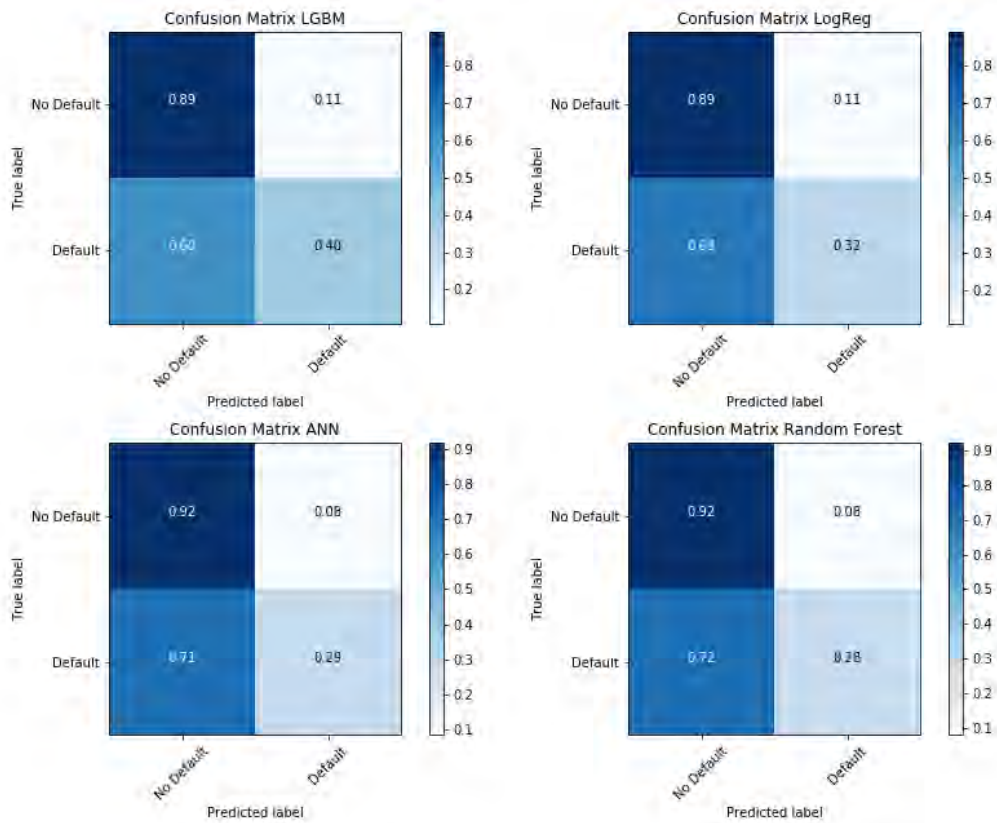 Confusion Matrix LGBM
0.8
0.7
0.6
0.5
0.4
0.3
0.2
No Default
Default
True label
0.89
0.11
0.60
0.40
No Default
Default
Predicted label
Confusion Matrix LogReg
0.8
0.7
0.6
0.5
0.4
0.3
0.2
No Default
Default
True label
0.89
0.11
0.68
0.32
No Default
Default
Predicted label
Confusion Matrix ANN
0.9
0.8
0.7
0.6
0.5
0.4
0.3
0.2
0.1
No Default
Default
True label
0.92
0.08
0.71
0.29
No Default
Default
Predicted label
Confusion Matrix Random Forest
0.9
0.8
0.7
0.6
0.5
0.4
0.3
0.2
0.1
No Default
Default
True label
0.92
0.08
0.72
0.28
No Default
Default
Predicted label